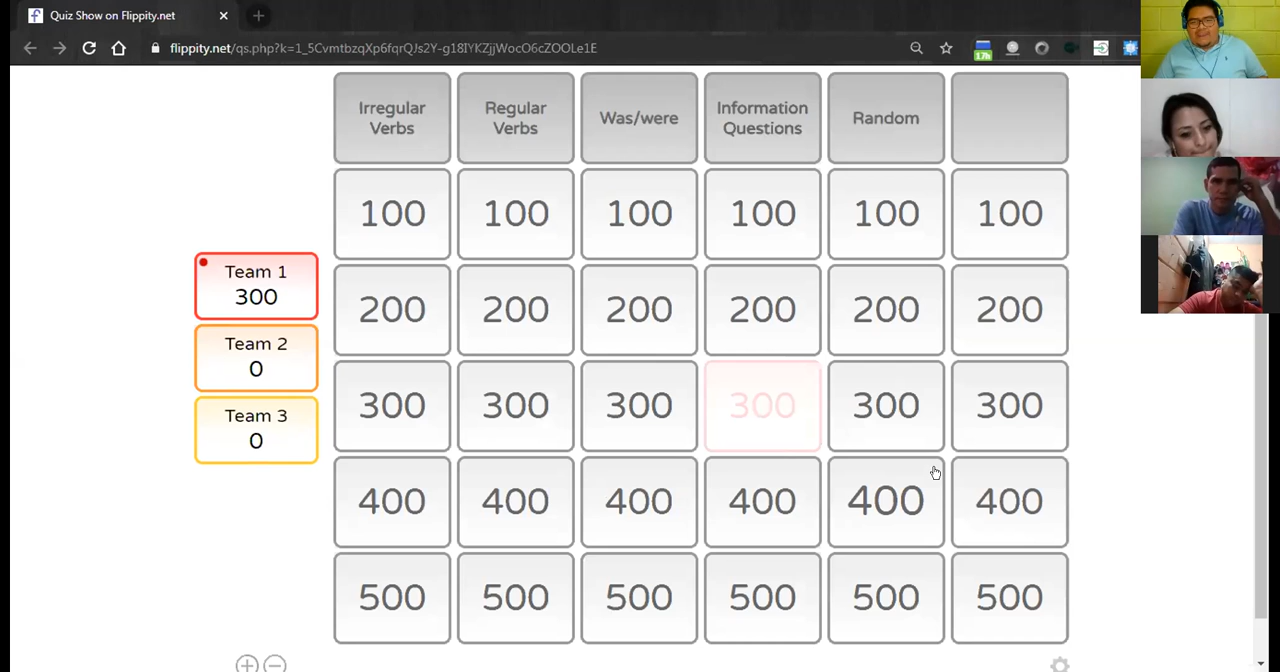 Quiz Show on Flippity.net
flippity.net/qs.php?k=1_5CvmtbzqXp6fqrQJs2Y-g18IYKZjjWocO6cZOOLe1E
17h
Irregular Verbs
Regular Verbs
Was/were
Information Questions
Random
100 100 100 100 100 100
200 200 200 200 200 200
300 300 300 300 300 300
400 400 400 400 400 400
500 500 500 500 500 500
Team 1
300
Team 2
0
Team 3
0